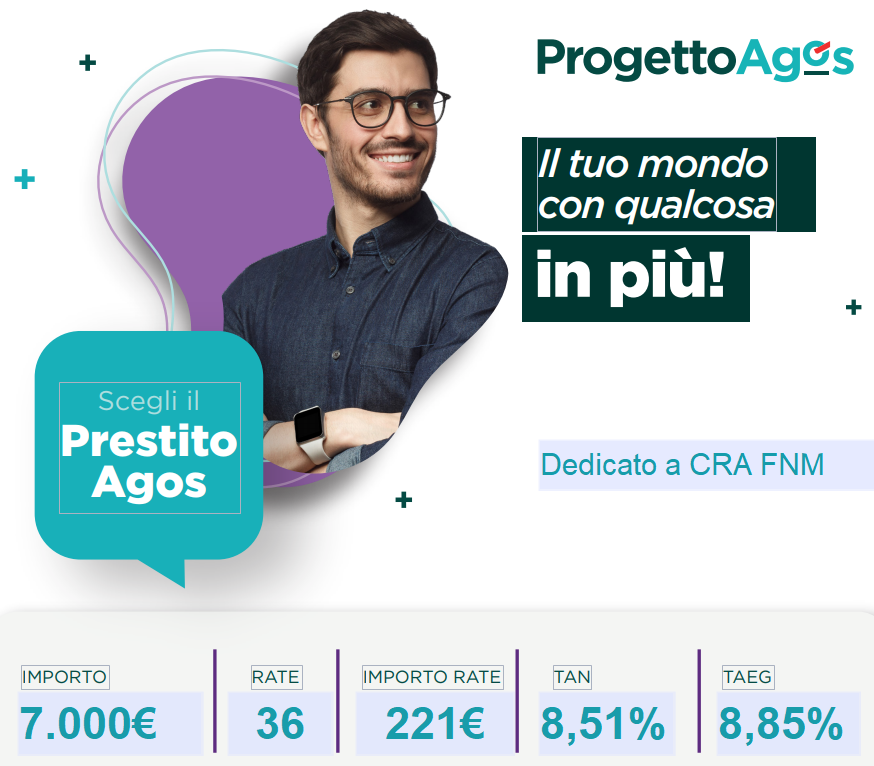 ProgettoAgos
Il tuo mondo
con qualcosa
in più!
Scegli il
Prestito
Agos
Dedicato a CRA FNM
IMPORTO
7.000€
RATE
36
IMPORTO RATE
221€
TAN
8,51%
TAEG
8,85%